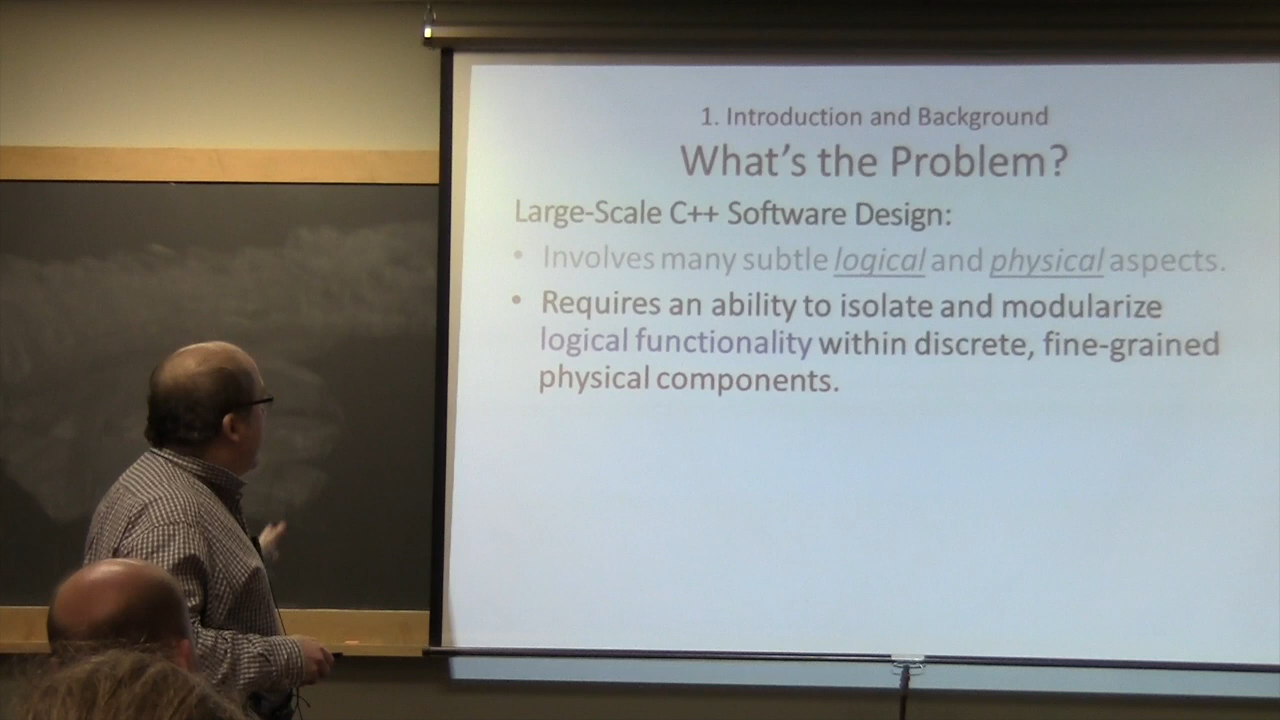 1. Introduction and Background
What's the Problem?
Large-Scale C++ Software Design:
• Involves many subtle logical and physical aspects.
• Requires an ability to isolate and modularize
logical functionality within discrete, fine-grained
physical components.